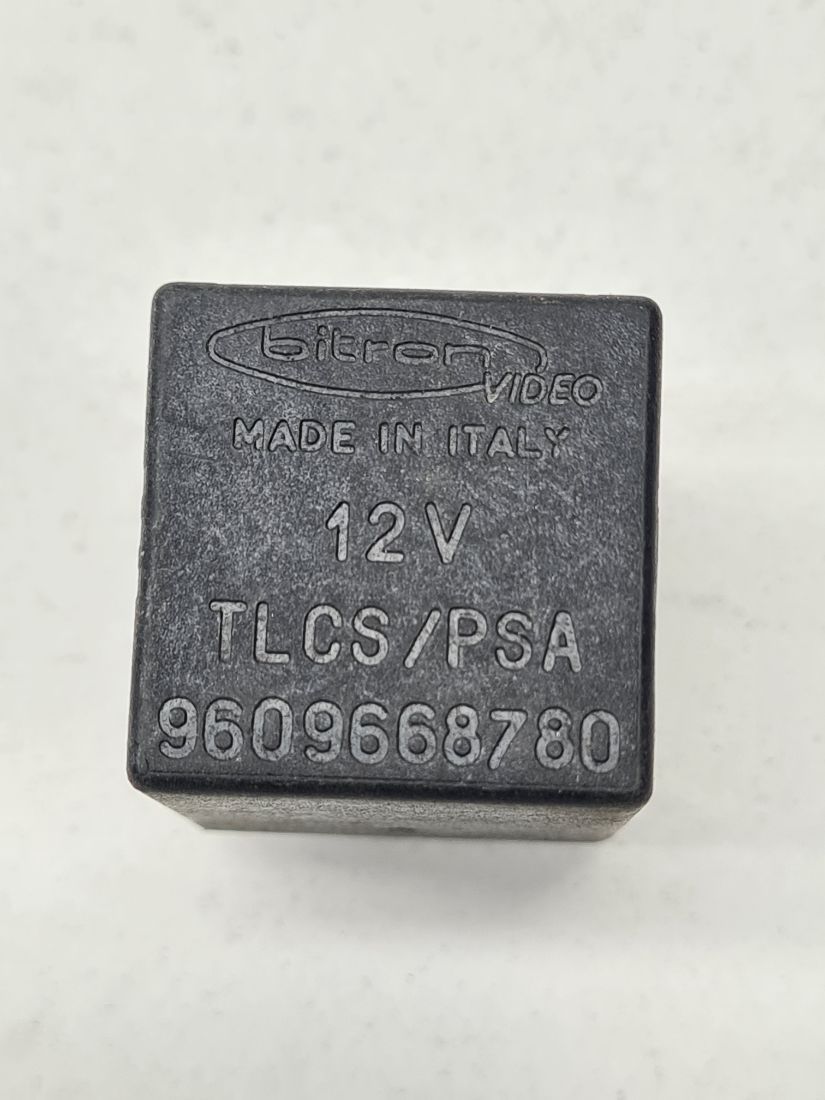 bitron VIDEO
MADE IN ITALY
12V
TLCS/PSA
9609668780